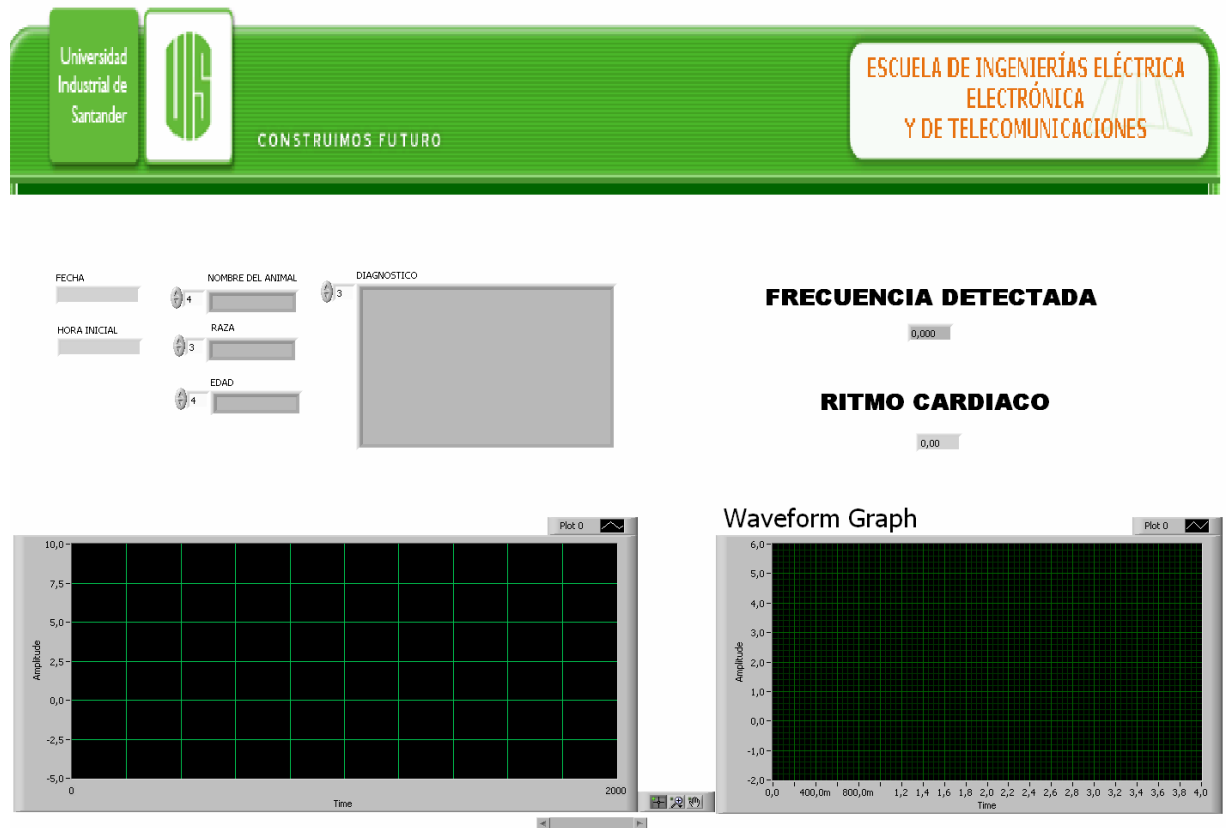 Universidad
Industrial de
Santander
UIS
CONSTRUIMOS FUTURO
ESCUELA DE INGENIERÍAS ELÉCTRICA
ELECTRÓNICA
Y DE TELECOMUNICACIONES
FECHA
HORA INICIAL
4
NOMBRE DEL ANIMAL
3
RAZA
4
EDAD
3
DIAGNOSTICO
FRECUENCIA DETECTADA
0,000
RITMO CARDIACO
0,00
Plot 0
10,0
7,5
5,0
2,5
0,0
-2,5
-5,0
Amplitude
0 2000
Time
Waveform Graph
Plot 0
6,0
5,0
4,0
3,0
2,0
1,0
0,0
-1,0
-2,0
Amplitude
0,0 400,0m 800,0m 1,2 1,4 1,6 1,8 2,0 2,2 2,4 2,6 2,8 3,0 3,2 3,4 3,6 3,8 4,0
Time